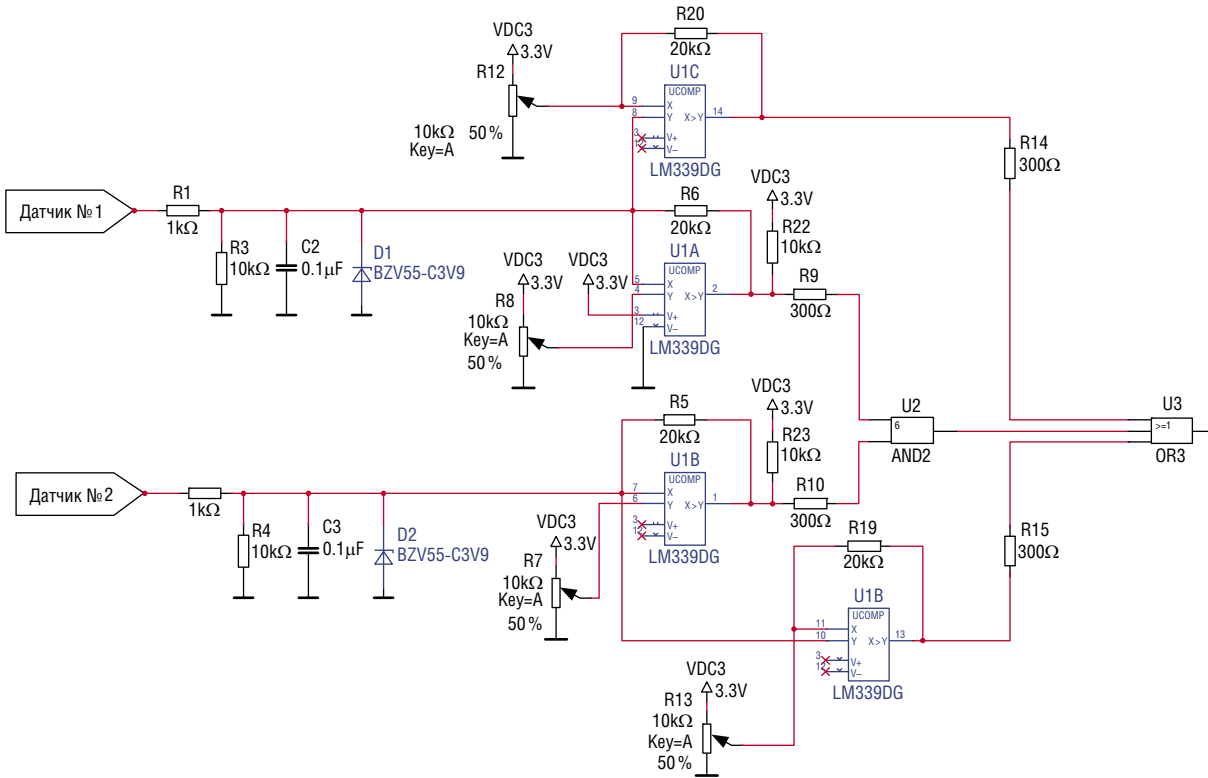 R20
20kΩ
VDC3
3.3V
R12
10kΩ
Key=A
50 %
U1C
UCOMP
9
X
8
Y
X>Y
14
3
V+
12
V–
LM339DG
R14
300Ω
Датчик №1
R1
1kΩ
R3
10kΩ
C2
0.1µF
D1
BZV55-C3V9
R6
20kΩ
VDC3
3.3V
R22
10kΩ
U1A
UCOMP
5
X
4
Y
X>Y
2
3
V+
12
V–
LM339DG
VDC3
3.3V
VDC3
3.3V
R8
10kΩ
Key=A
50 %
R9
300Ω
R5
20kΩ
VDC3
3.3V
R23
10kΩ
U2
6
AND2
U3
>=1
OR3
Датчик №2
1kΩ
R4
10kΩ
C3
0.1µF
D2
BZV55-C3V9
U1B
UCOMP
7
X
6
Y
X>Y
1
3
V+
12
V–
LM339DG
R10
300Ω
VDC3
3.3V
R7
10kΩ
Key=A
50 %
R19
20kΩ
R15
300Ω
U1B
UCOMP
11
X
10
Y
X>Y
13
3
V+
12
V–
LM339DG
VDC3
3.3V
R13
10kΩ
Key=A
50 %